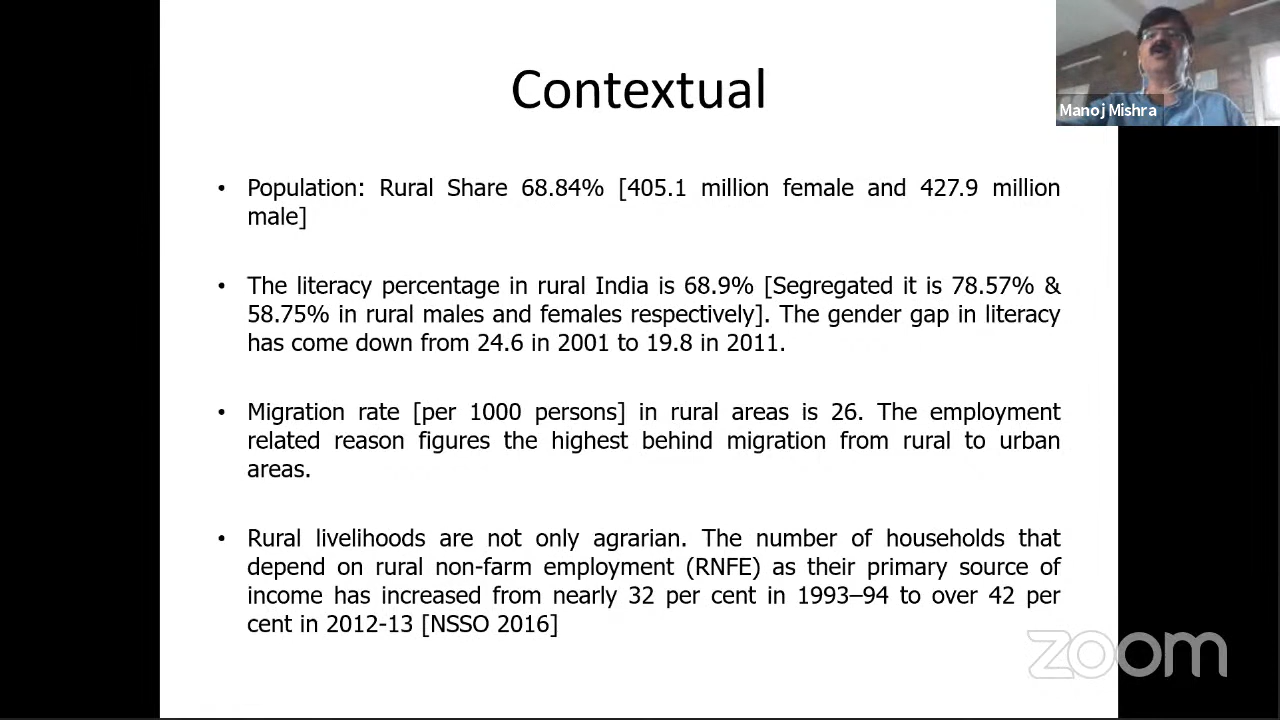 Contextual
Manoj Mishra
• Population: Rural Share 68.84% [405.1 million female and 427.9 million
male]
• The literacy percentage in rural India is 68.9% [Segregated it is 78.57% &
58.75% in rural males and females respectively]. The gender gap in literacy
has come down from 24.6 in 2001 to 19.8 in 2011.
• Migration rate [per 1000 persons] in rural areas is 26. The employment
related reason figures the highest behind migration from rural to urban
areas.
• Rural livelihoods are not only agrarian. The number of households that
depend on rural non-farm employment (RNFE) as their primary source of
income has increased from nearly 32 per cent in 1993–94 to over 42 per
cent in 2012-13 [NSSO 2016]
zoom